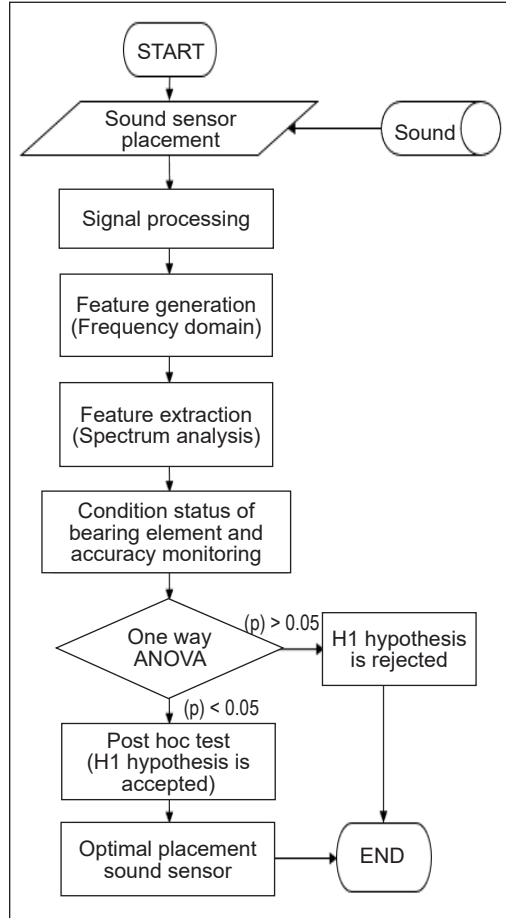 START
Sound sensor
placement
Sound
Signal processing
Feature generation
(Frequency domain)
Feature extraction
(Spectrum analysis)
Condition status of
bearing element and
accuracy monitoring
One way
ANOVA
(p) > 0.05
H1 hypothesis
is rejected
(p) < 0.05
Post hoc test
(H1 hypothesis is
accepted)
Optimal placement
sound sensor
END